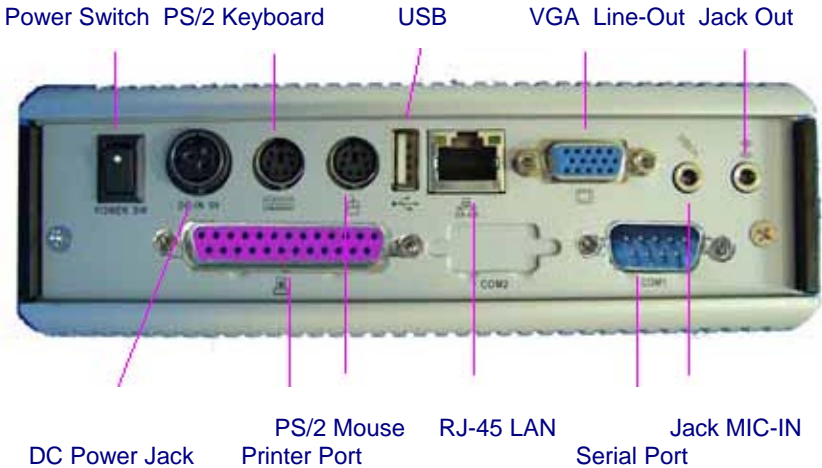 Power Switch PS/2 Keyboard USB VGA Line-Out Jack Out
POWER SW
DC-IN 5V
COM2
COM1
PS/2 Mouse RJ-45 LAN Jack MIC-IN
DC Power Jack Printer Port Serial Port